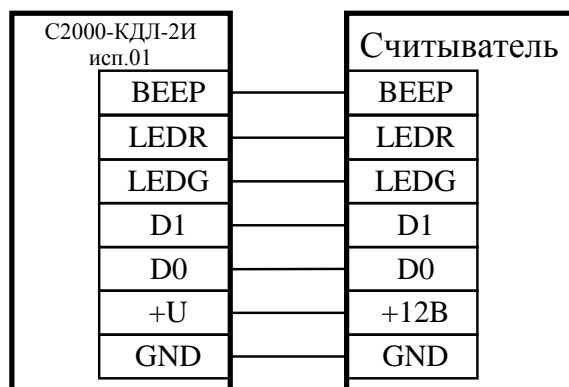 С2000-КДЛ-2И
исп.01
BEEP
LEDR
LEDG
D1
D0
+U
GND
Считыватель
BEEP
LEDR
LEDG
D1
D0
+12В
GND